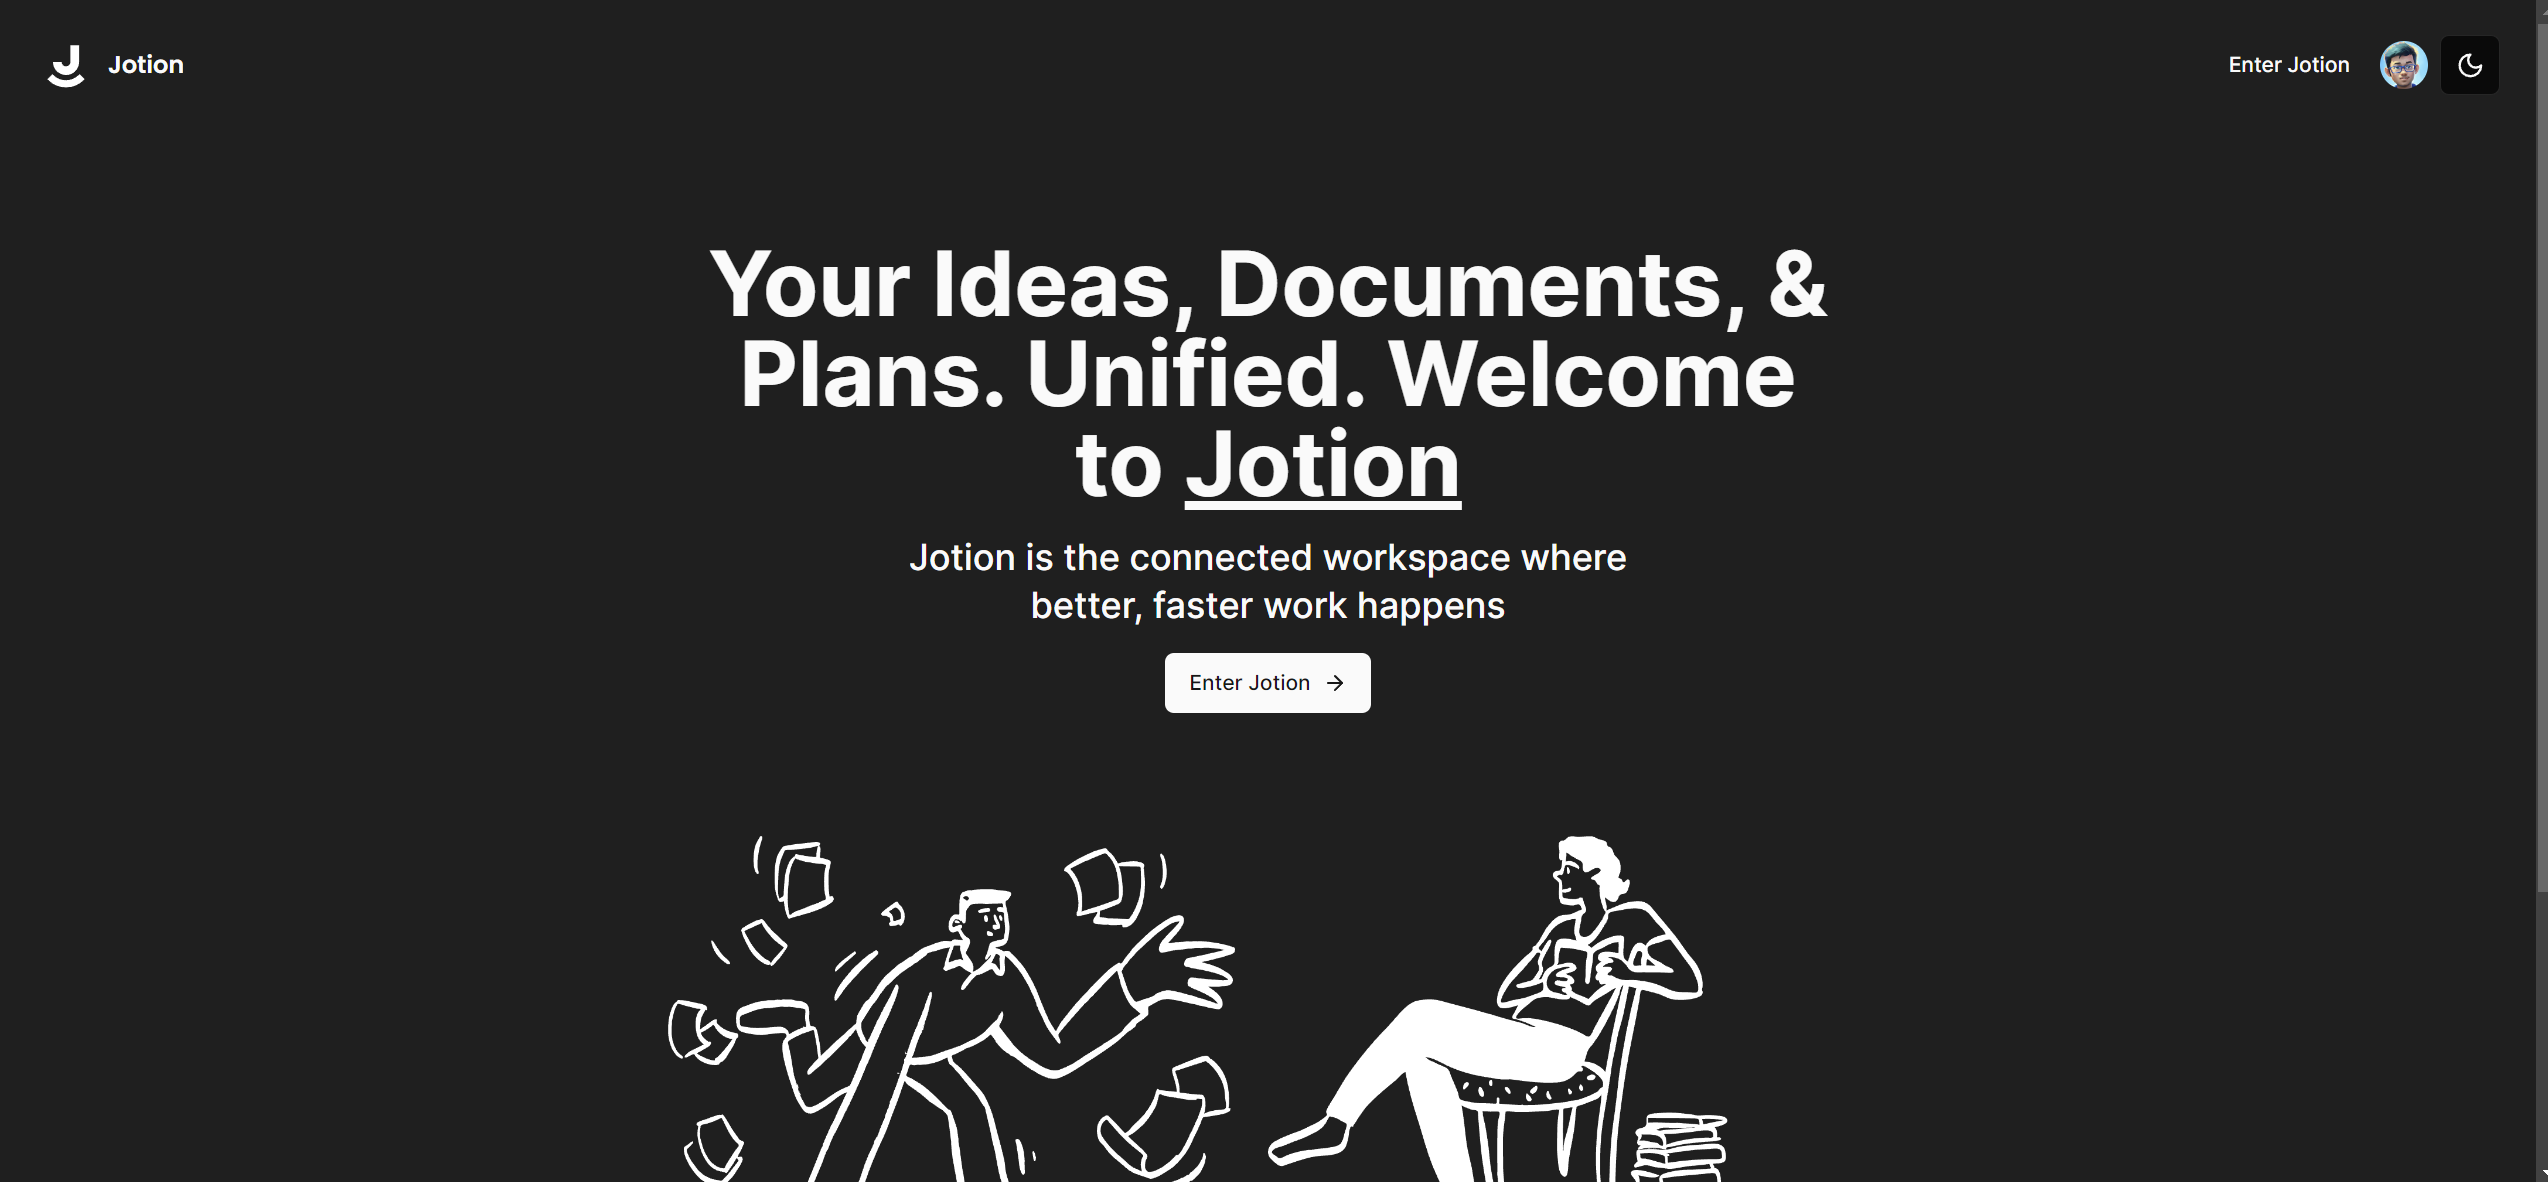 Jotion
Enter Jotion
Your Ideas, Documents, &
Plans. Unified. Welcome
to Jotion
Jotion is the connected workspace where
better, faster work happens
Enter Jotion